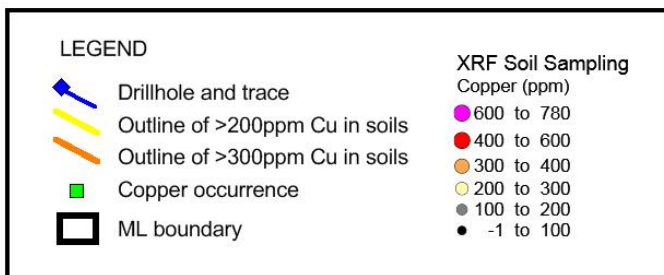 LEGEND
Drillhole and trace
Outline of >200ppm Cu in soils
Outline of >300ppm Cu in soils
Copper occurrence
ML boundary
XRF Soil Sampling
Copper (ppm)
600 to 780
400 to 600
300 to 400
200 to 300
100 to 200
-1 to 100